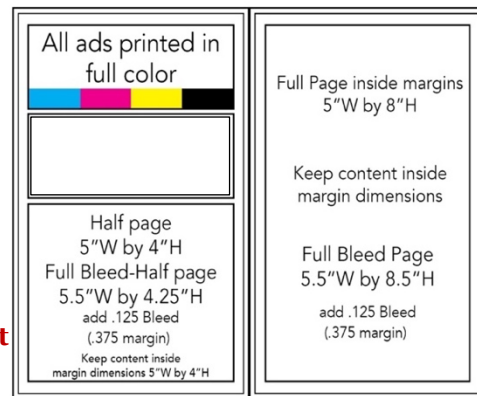 All ads printed in
full color
Half page
5"W by 4"H
Full Bleed-Half page
5.5"W by 4.25"H
add .125 Bleed
(.375 margin)
Keep content inside
margin dimensions 5"W by 4"H
t
Full Page inside margins
5"W by 8"H
Keep content inside
margin dimensions
Full Bleed Page
5.5"W by 8.5"H
add .125 Bleed
(.375 margin)